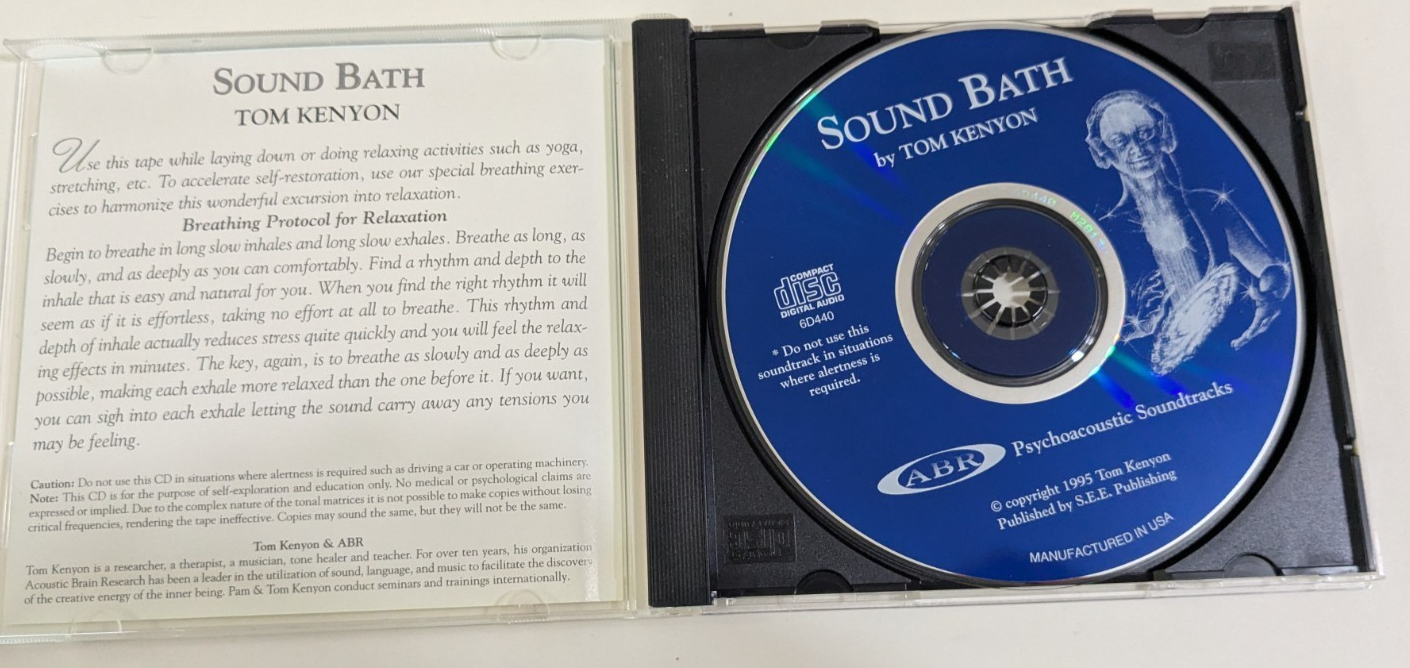 SOUND BATH
TOM KENYON
Use this tape while laying down or doing relaxing activities such as yoga,
stretching, etc. To accelerate self-restoration, use our special breathing exer-
cises to harmonize this wonderful excursion into relaxation.
Breathing Protocol for Relaxation
Begin to breathe in long slow inhales and long slow exhales. Breathe as long, as
slowly, and as deeply as you can comfortably. Find a rhythm and depth to the
inhale that is easy and natural for you. When you find the right rhythm it will
seem as if it is effortless, taking no effort at all to breathe. This rhythm and
depth of inhale actually reduces stress quite quickly and you will feel the relax-
ing effects in minutes. The key, again, is to breathe as slowly and as deeply as
possible, making each exhale more relaxed than the one before it. If you want,
you can sigh into each exhale letting the sound carry away any tensions you
may be feeling.
Caution: Do not use this CD in situations where alertness is required such as driving a car or operating machinery.
Note: This CD is for the purpose of self-exploration and education only. No medical or psychological claims are
expressed or implied. Due to the complex nature of the tonal matrices it is not possible to make copies without losing
critical frequencies, rendering the tape ineffective. Copies may sound the same, but they will not be the same.
Tom Kenyon & ABR
Tom Kenyon is a researcher, a therapist, a musician, tone healer and teacher. For over ten years, his organization
Acoustic Brain Research has been a leader in the utilization of sound, language, and music to facilitate the discovery
of the creative energy of the inner being. Pam & Tom Kenyon conduct seminars and trainings internationally.
SOUND BATH
by TOM KENYON
COMPACT
disc
DIGITAL AUDIO
6D440
* Do not use this
soundtrack in situations
where alertness is
required.
ABR Psychoacoustic Soundtracks
© copyright 1995 Tom Kenyon
Published by S.E.E. Publishing
MANUFACTURED IN USA